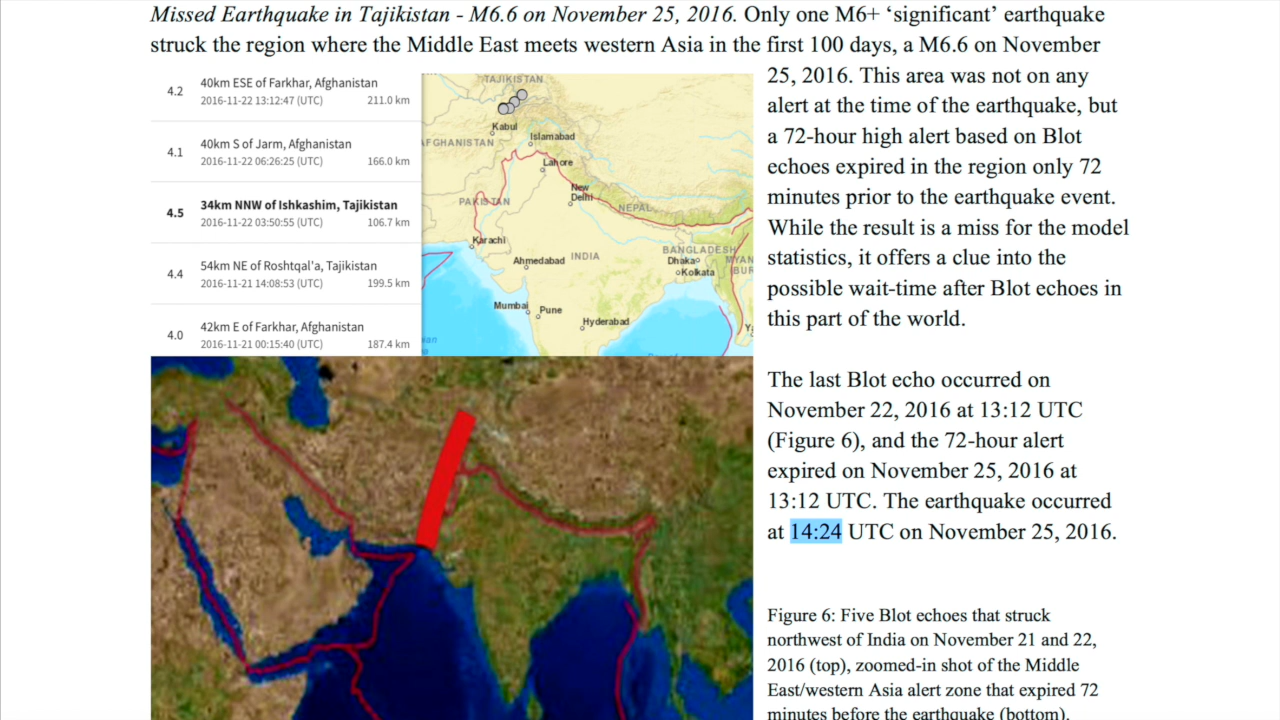 Missed Earthquake in Tajikistan - M6.6 on November 25, 2016. Only one M6+ ‘significant’ earthquake
struck the region where the Middle East meets western Asia in the first 100 days, a M6.6 on November
25, 2016. This area was not on any
alert at the time of the earthquake, but
a 72-hour high alert based on Blot
echoes expired in the region only 72
minutes prior to the earthquake event.
While the result is a miss for the model
statistics, it offers a clue into the
possible wait-time after Blot echoes in
this part of the world.
4.2
40km ESE of Farkhar, Afghanistan
2016-11-22 13:12:47 (UTC) 211.0 km
4.1
40km S of Jarm, Afghanistan
2016-11-22 06:26:25 (UTC) 166.0 km
4.5
34km NNW of Ishkashim, Tajikistan
2016-11-22 03:50:55 (UTC) 106.7 km
4.4
54km NE of Roshtqal'a, Tajikistan
2016-11-21 14:08:53 (UTC) 199.5 km
4.0
42km E of Farkhar, Afghanistan
2016-11-21 00:15:40 (UTC) 187.4 km
TAJIKISTAN
Kabul
Islamabad
AFGHANISTAN
Lahore
New
Delhi
PAKISTAN
NEPAL
Karachi
BANGLADESH
Ahmedabad
INDIA
Dhaka
MYAN
Kolkata
(BUR
Mumbai
Pune
Hyderabad
The last Blot echo occurred on
November 22, 2016 at 13:12 UTC
(Figure 6), and the 72-hour alert
expired on November 25, 2016 at
13:12 UTC. The earthquake occurred
at 14:24 UTC on November 25, 2016.
Figure 6: Five Blot echoes that struck
northwest of India on November 21 and 22,
2016 (top), zoomed-in shot of the Middle
East/western Asia alert zone that expired 72
minutes before the earthquake (bottom).